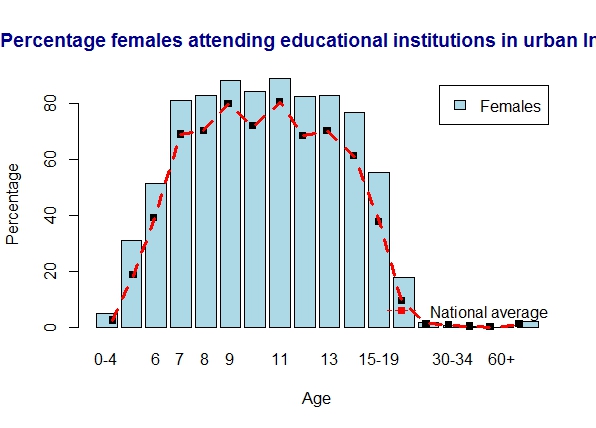 Percentage females attending educational institutions in urban In
Females
Percentage
80
60
40
20
0
National average
0-4 6 7 8 9 11 13 15-19 30-34 60+
Age